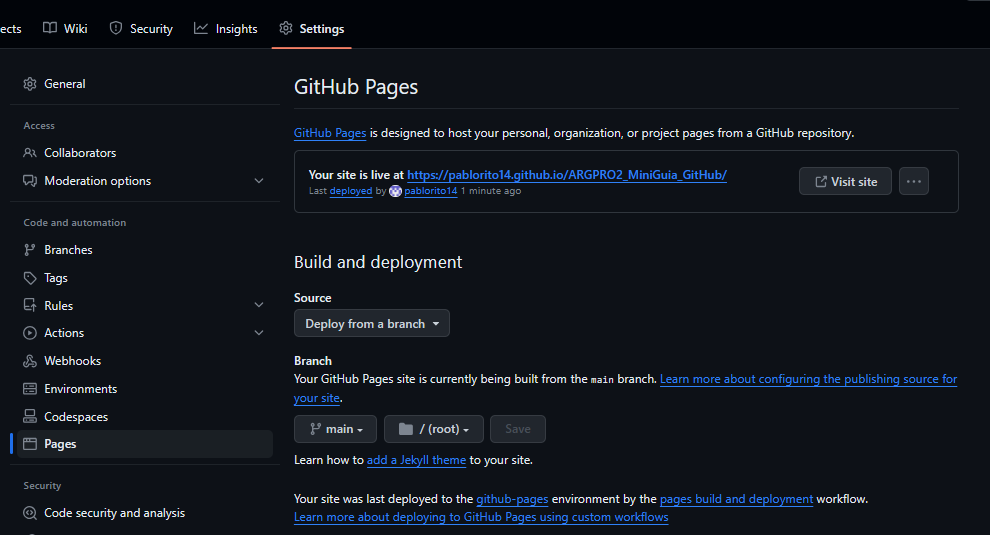 ects Wiki Security Insights Settings
General
Access
Collaborators
Moderation options
Code and automation
Branches
Tags
Rules
Actions
Webhooks
Environments
Codespaces
Pages
Security
Code security and analysis
GitHub Pages
GitHub Pages is designed to host your personal, organization, or project pages from a GitHub repository.
Your site is live at https://pablorito14.github.io/ARGPRO2_MiniGuia_GitHub/
Last deployed by pablorito14 1 minute ago
Visit site
Build and deployment
Source
Deploy from a branch
Branch
Your GitHub Pages site is currently being built from the main branch. Learn more about configuring the publishing source for
your site.
main / (root) Save
Learn how to add a Jekyll theme to your site.
Your site was last deployed to the github-pages environment by the pages build and deployment workflow.
Learn more about deploying to GitHub Pages using custom workflows